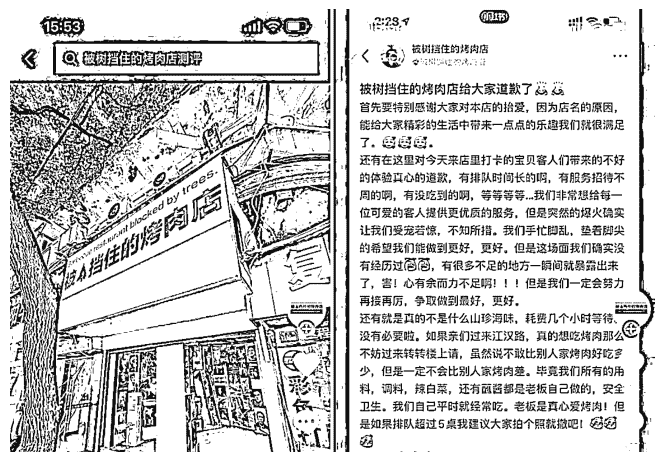 15:53
被树挡住的烤肉店测评
restaurant blocked by trees.
挡住的烤肉店
2:23
小红书
被树挡住的烤肉店
被树挡住的烤肉店给大家道歉了
首先要特别感谢大家对本店的抬爱，因为店名的原因，
能给大家精彩的生活中带来一点点的乐趣我们就很满足
了。
还有在这里对今天来店里打卡的宝贝客人们带来的不好
的体验真心的道歉，有排队时间长的啊，有服务招待不
周的啊，有没吃到的啊，等等等等...我们非常想给每一
位可爱的客人提供更优质的服务，但是突然的爆火确实
让我们受宠若惊，不知所措。我们手忙脚乱，垫着脚尖
的希望我们能做到更好，更好。但是这场面我们确实没
有经历过，有很多不足的地方一瞬间就暴露出来
了，害！心有余而力不足啊！！！但是我们一定会努力
再接再厉，争取做到最好，更好。
还有就是真的不是什么山珍海味，耗费几个小时等待
没有必要啦。如果亲们过来江汉路，真的想吃烤肉那么
不妨过来转转楼上请，虽然说不敢比别人家烤肉好吃多
少，但是一定不会比别人家烤肉差。毕竟我们所有的用
料，调料，辣白菜，还有蘸酱都是老板自己做的，安全
卫生。我们自己平时就经常吃。老板是真心爱烤肉！但
是如果排队超过5桌我建议大家拍个照就撤吧！